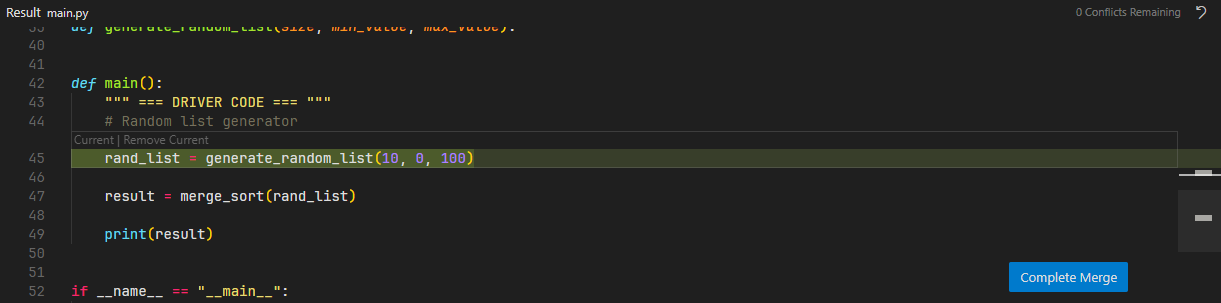 Result main.py
0 Conflicts Remaining
def generate_random_list(size, min_value, max_value):
40
41
42 def main():
43 """ === DRIVER CODE === """
44 # Random list generator
Current | Remove Current
45 rand_list = generate_random_list(10, 0, 100)
46
47 result = merge_sort(rand_list)
48
49 print(result)
50
51
52 if __name__ == "__main__":
Complete Merge